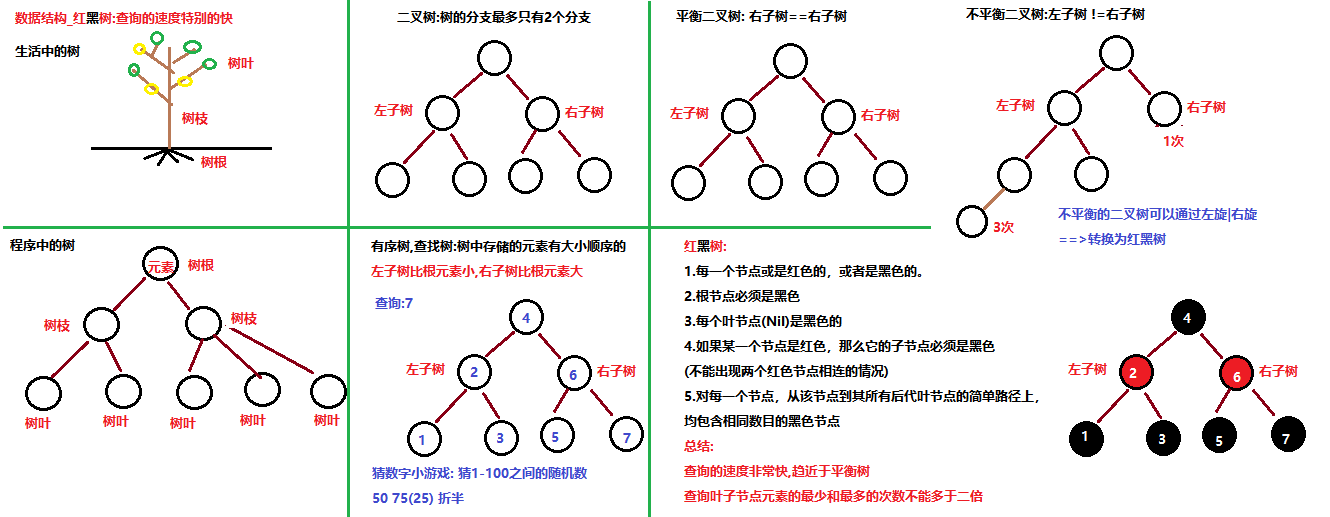 数据结构_红黑树:查询的速度特别的快
生活中的树
树叶
树枝
树根
二叉树:树的分支最多只有2个分支
左子树
右子树
平衡二叉树: 右子树==右子树
左子树
右子树
不平衡二叉树:左子树 !=右子树
左子树
右子树
1次
3次
不平衡的二叉树可以通过左旋|右旋
==>转换为红黑树
程序中的树
元素
树根
树枝
树枝
树叶
树叶
树叶
树叶
树叶
有序树,查找树:树中存储的元素有大小顺序的
左子树比根元素小,右子树比根元素大
查询:7
4
左子树
2
6
右子树
1
3
5
7
猜数字小游戏: 猜1-100之间的随机数
50 75(25) 折半
红黑树:
1.每一个节点或是红色的，或者是黑色的。
2.根节点必须是黑色
3.每个叶节点(Nil)是黑色的
4.如果某一个节点是红色，那么它的子节点必须是黑色
(不能出现两个红色节点相连的情况)
5.对每一个节点，从该节点到其所有后代叶节点的简单路径上，
均包含相同数目的黑色节点
总结:
查询的速度非常快,趋近于平衡树
查询叶子节点元素的最少和最多的次数不能多于二倍
4
左子树
2
6
右子树
1
3
5
7